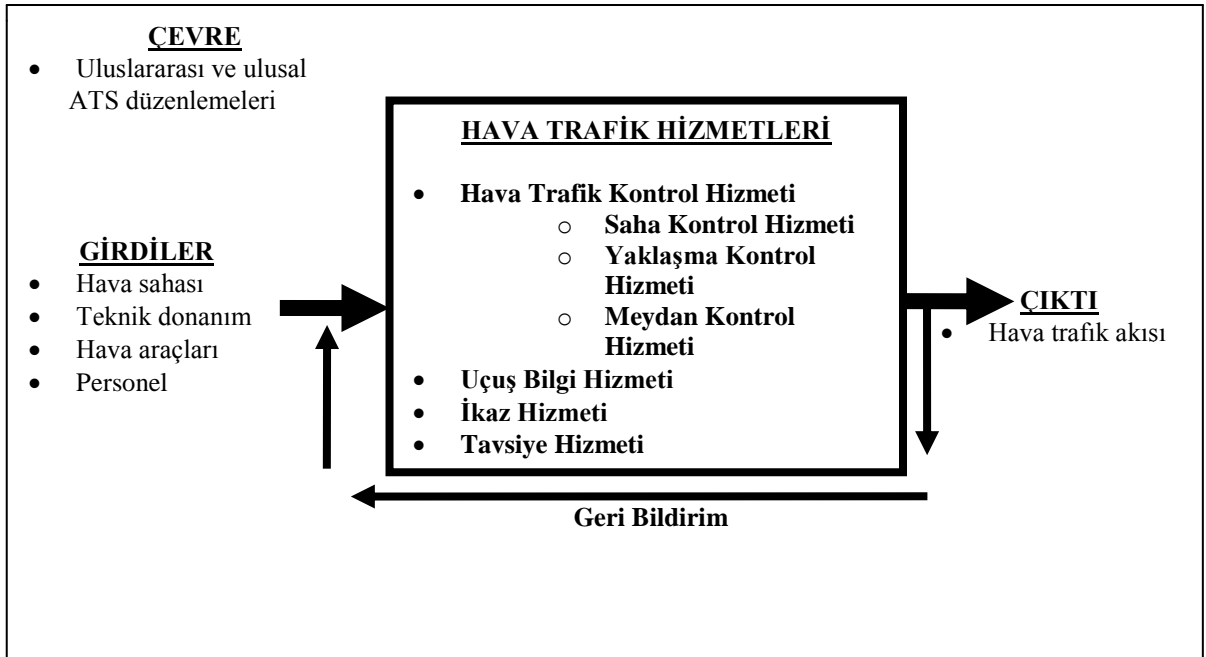 ÇEVRE
• Uluslararası ve ulusal
ATS düzenlemeleri
HAVA TRAFİK HİZMETLERİ
• Hava Trafik Kontrol Hizmeti
o Saha Kontrol Hizmeti
o Yaklaşma Kontrol
Hizmeti
o Meydan Kontrol
Hizmeti
• Uçuş Bilgi Hizmeti
• İkaz Hizmeti
• Tavsiye Hizmeti
GİRDİLER
• Hava sahası
• Teknik donanım
• Hava araçları
• Personel
ÇIKTI
• Hava trafik akısı
Geri Bildirim